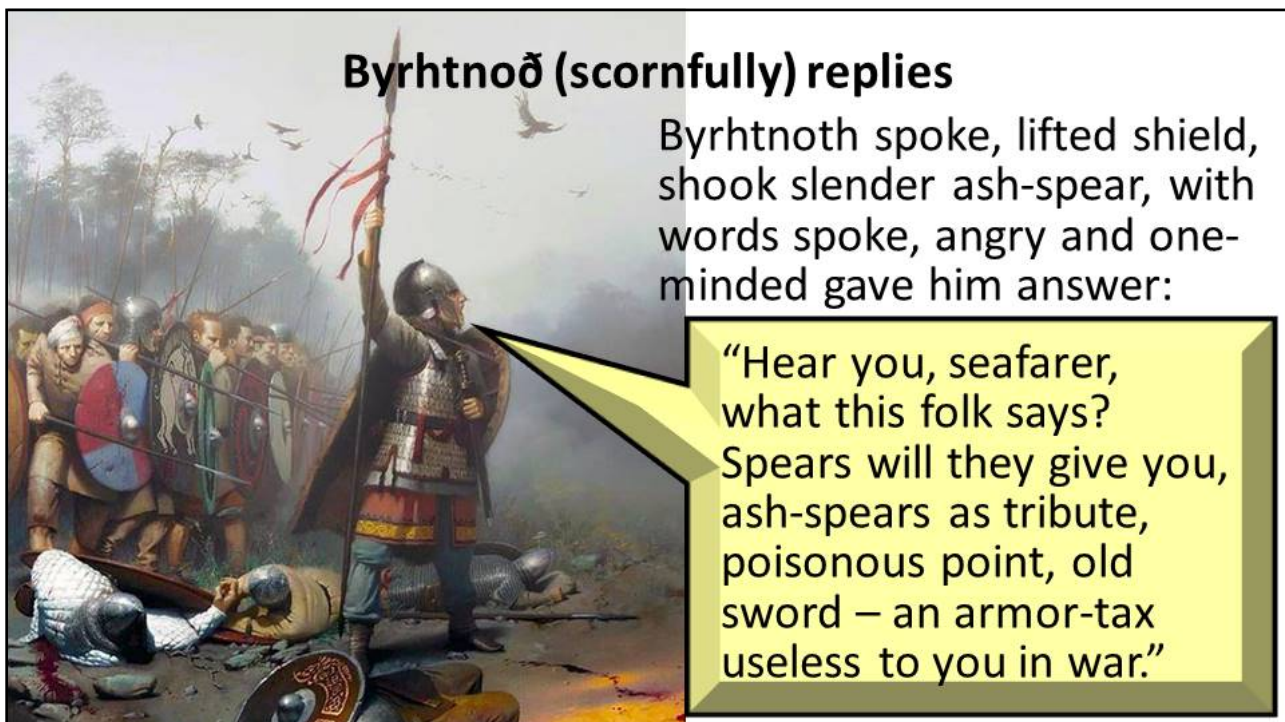 Byrhtnoð (scornfully) replies
Byrhtnoth spoke, lifted shield,
shook slender ash-spear, with
words spoke, angry and one-
minded gave him answer:
“Hear you, seafarer,
what this folk says?
Spears will they give you,
ash-spears as tribute,
poisonous point, old
sword – an armor-tax
useless to you in war.”